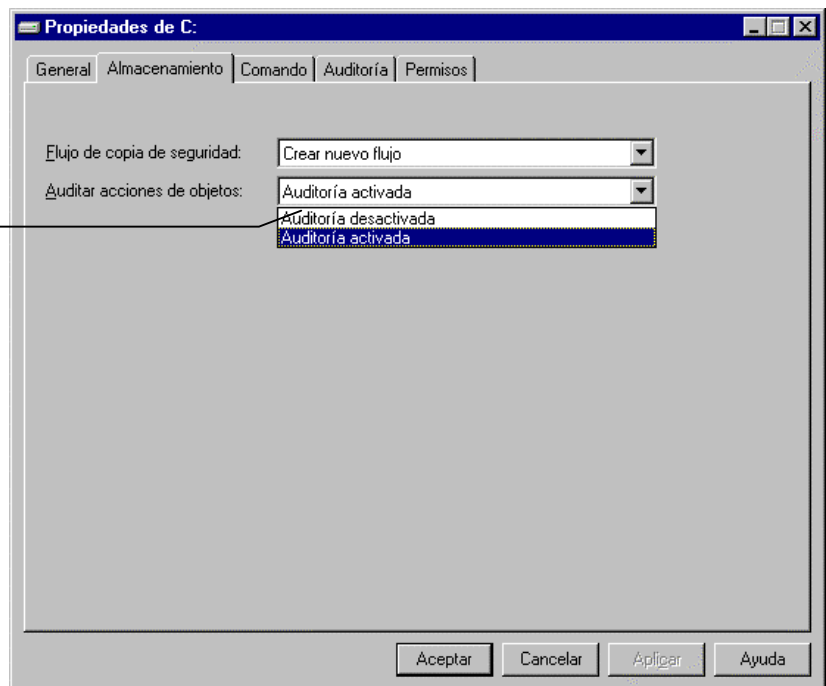 Propiedades de C:
General Almacenamiento Comando Auditoría Permisos
Flujo de copia de seguridad: Crear nuevo flujo
Auditar acciones de objetos: Auditoría activada
Auditoría desactivada
Auditoría activada
Aceptar Cancelar Aplicar Ayuda